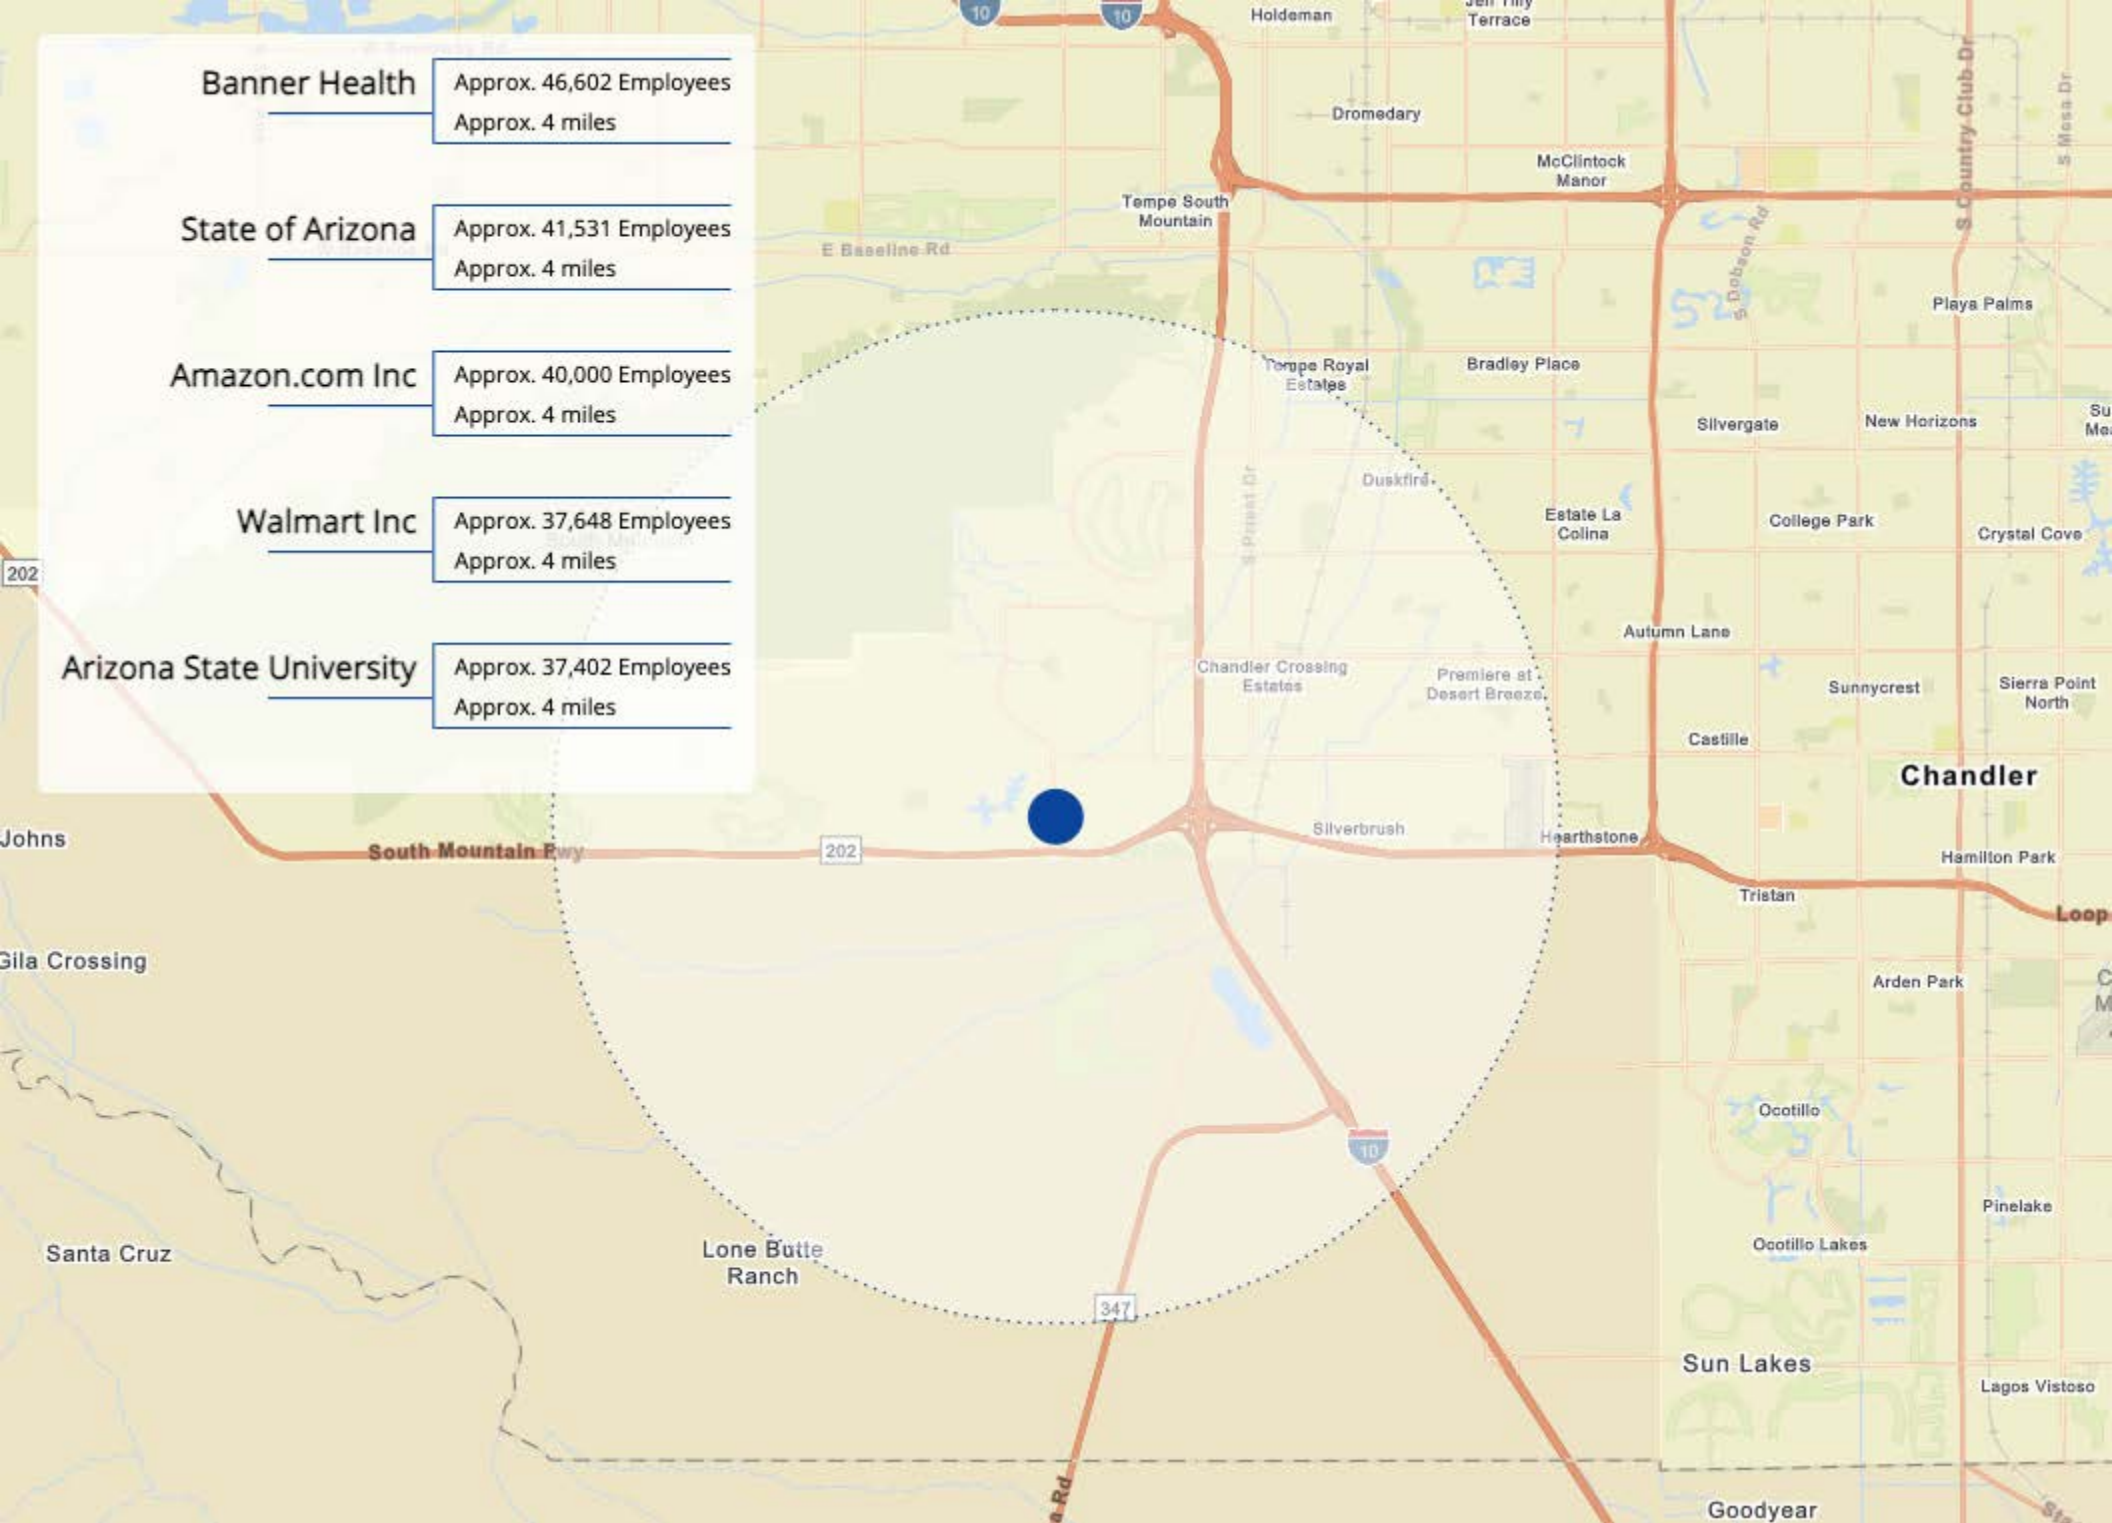 Banner Health
Approx. 46,602 Employees
Approx. 4 miles
State of Arizona
Approx. 41,531 Employees
Approx. 4 miles
Amazon.com Inc
Approx. 40,000 Employees
Approx. 4 miles
Walmart Inc
Approx. 37,648 Employees
Approx. 4 miles
Arizona State University
Approx. 37,402 Employees
Approx. 4 miles
10
10
Holdeman
Terrace
S Country Club Dr
S Mesa Dr
Dromedary
McClintock
Manor
Tempe South
Mountain
E Baseline Rd
S Dobson Rd
Playa Palms
Tempe Royal
Estates
Bradley Place
Silvergate
New Horizons
Duskfire
S Priest Dr
Estate La
Colina
College Park
Crystal Cove
202
Autumn Lane
Chandler Crossing
Estates
Premiere at
Desert Breeze
Sunnycrest
Sierra Point
North
Castille
Chandler
Johns
South Mountain Fwy
202
Silverbrush
Hearthstone
Hamilton Park
Tristan
Loop
Gila Crossing
Arden Park
Ocotillo
10
Pinelake
Santa Cruz
Lone Butte
Ranch
Ocotillo Lakes
347
Sun Lakes
Lagos Vistoso
Rd
Goodyear